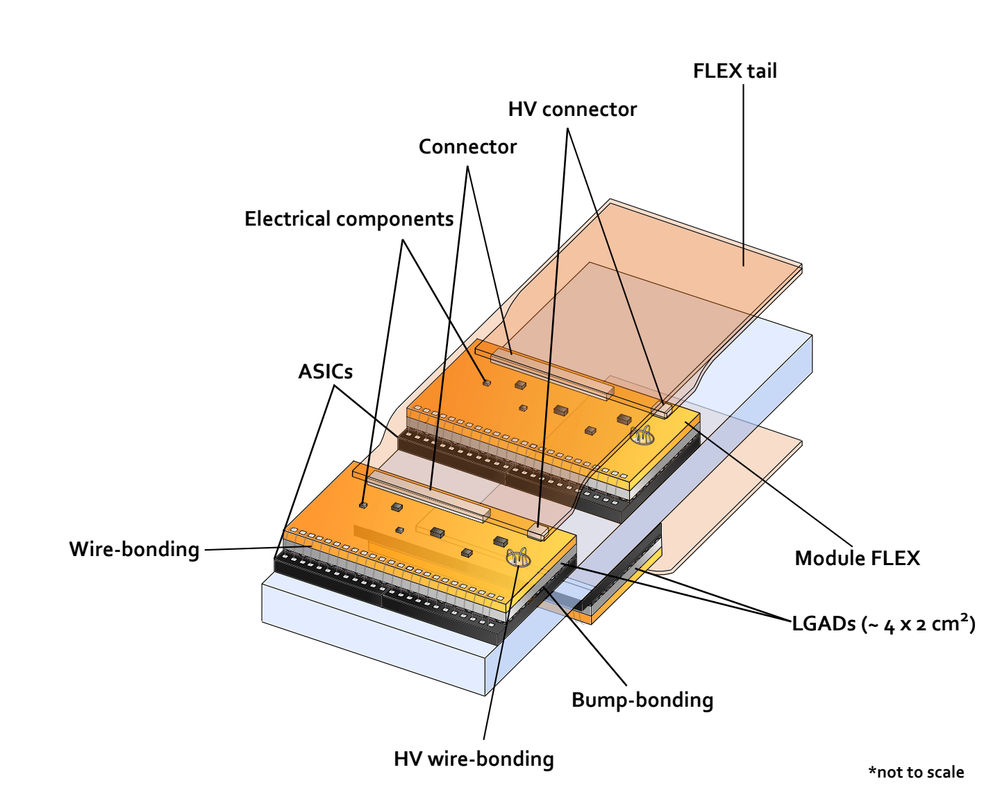 FLEX tail
HV connector
Connector
Electrical components
ASICs
Wire-bonding
Module FLEX
LGADs (~ 4 x 2 cm²)
Bump-bonding
HV wire-bonding
*not to scale